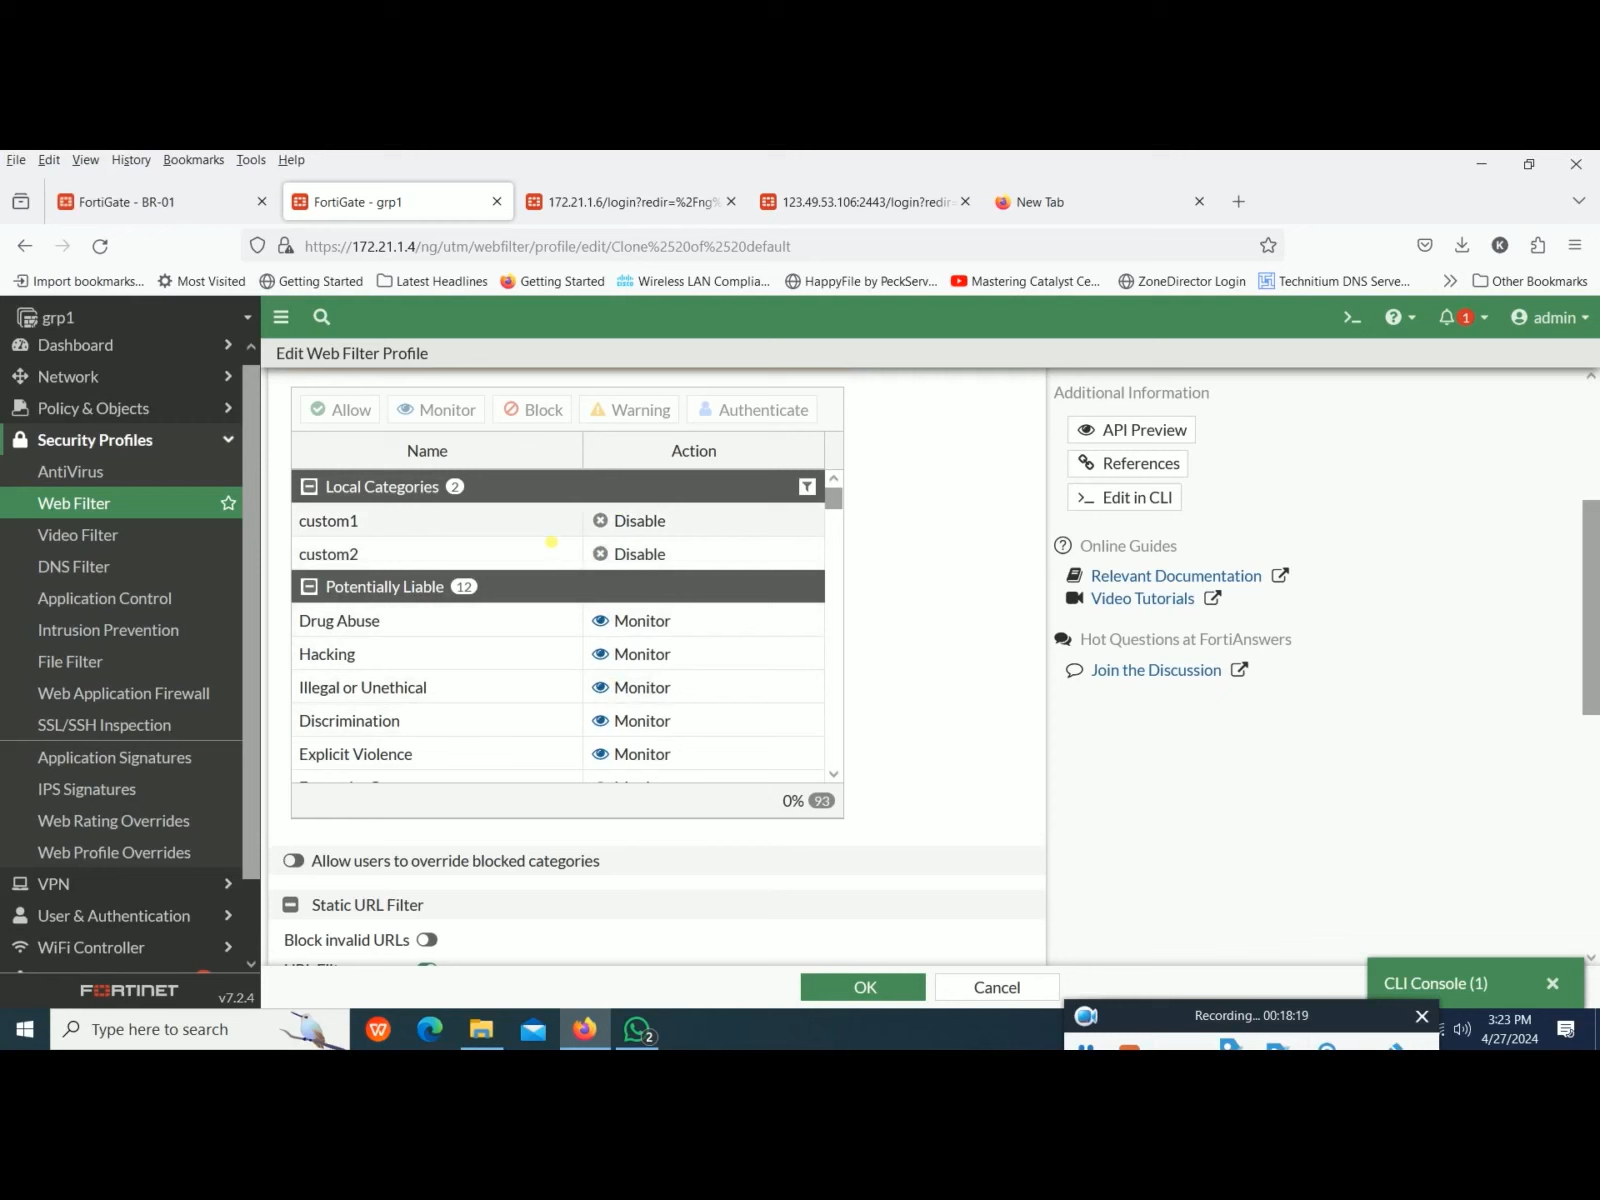 File Edit View History Bookmarks Tools Help
FortiGate - BR-01
FortiGate - grp1
172.21.1.6/login?redir=%2Fng%
123.49.53.106:2443/login?redir=
New Tab
https://172.21.1.4/ng/utm/webfilter/profile/edit/Clone%2520of%2520default
K
Import bookmarks... Most Visited Getting Started Latest Headlines Getting Started Wireless LAN Complia... HappyFile by PeckServ... Mastering Catalyst Ce... ZoneDirector Login Technitium DNS Serve... Other Bookmarks
grp1
1
admin
Dashboard
Network
Policy & Objects
Security Profiles
AntiVirus
Web Filter
Video Filter
DNS Filter
Application Control
Intrusion Prevention
File Filter
Web Application Firewall
SSL/SSH Inspection
Application Signatures
IPS Signatures
Web Rating Overrides
Web Profile Overrides
VPN
User & Authentication
WiFi Controller
FORTINET
v7.2.4
Edit Web Filter Profile
Allow Monitor Block Warning Authenticate
Name Action
Local Categories 2
custom1 Disable
custom2 Disable
Potentially Liable 12
Drug Abuse Monitor
Hacking Monitor
Illegal or Unethical Monitor
Discrimination Monitor
Explicit Violence Monitor
0% 93
Allow users to override blocked categories
Static URL Filter
Block invalid URLs
OK Cancel
Additional Information
API Preview
References
>_ Edit in CLI
Online Guides
Relevant Documentation
Video Tutorials
Hot Questions at FortiAnswers
Join the Discussion
CLI Console (1)
Type here to search
W
2
Recording... 00:18:19
3:23 PM
4/27/2024